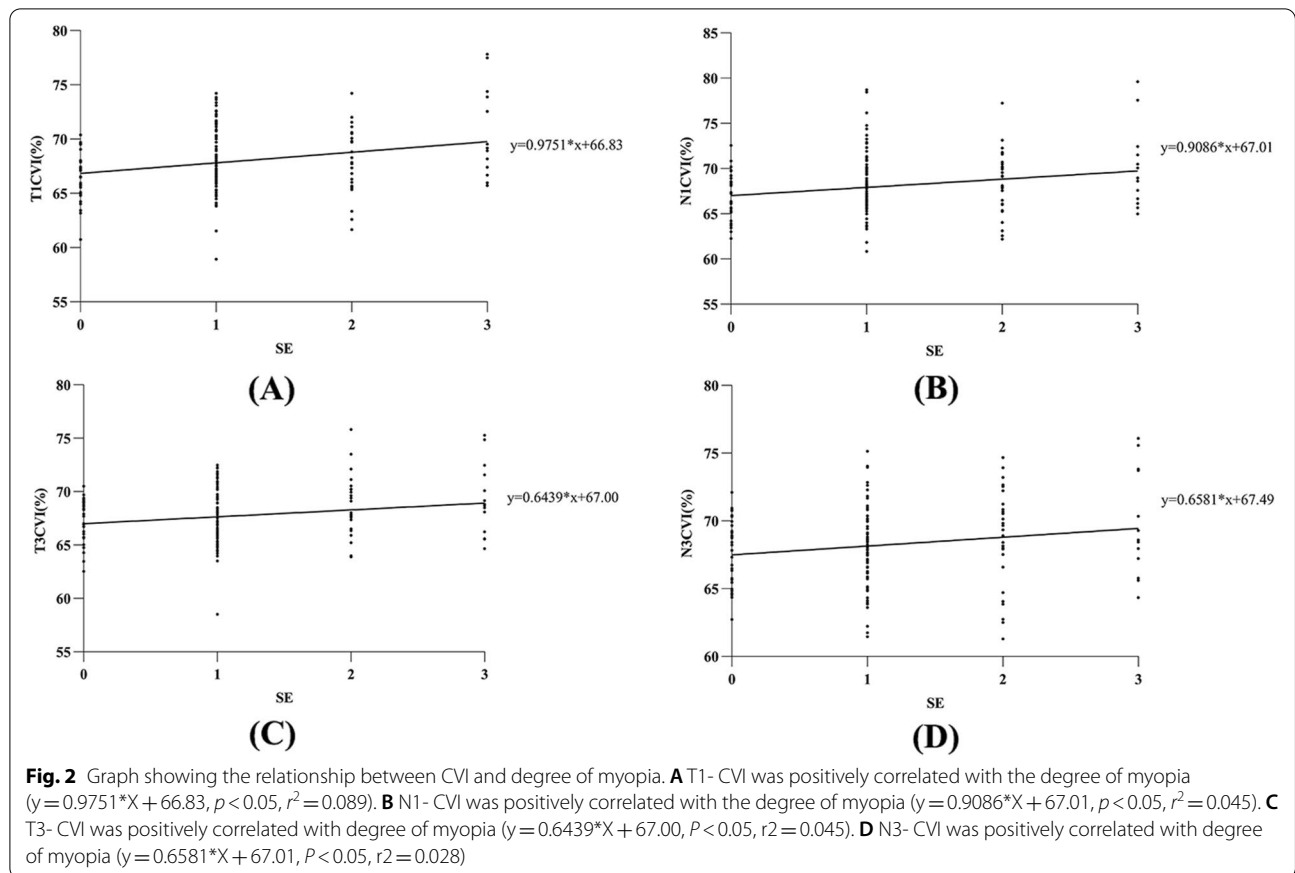 80
75
70
65
60
55
T1CVI(%)
0 1 2 3
SE
y=0.9751*x+66.83
(A)
85
80
75
70
65
60
55
N1CVI(%)
0 1 2 3
SE
y=0.9086*x+67.01
(B)
80
75
70
65
60
55
T3CVI(%)
0 1 2 3
SE
y=0.6439*x+67.00
(C)
80
75
70
65
60
N3CVI(%)
0 1 2 3
SE
y=0.6581*x+67.49
(D)
Fig. 2 Graph showing the relationship between CVI and degree of myopia. A T1- CVI was positively correlated with the degree of myopia
(y = 0.9751*X + 66.83, p < 0.05, r² = 0.089). B N1- CVI was positively correlated with the degree of myopia (y = 0.9086*X + 67.01, p < 0.05, r² = 0.045). C
T3- CVI was positively correlated with degree of myopia (y = 0.6439*X + 67.00, P < 0.05, r2 = 0.045). D N3- CVI was positively correlated with degree
of myopia (y = 0.6581*X + 67.01, P < 0.05, r2 = 0.028)